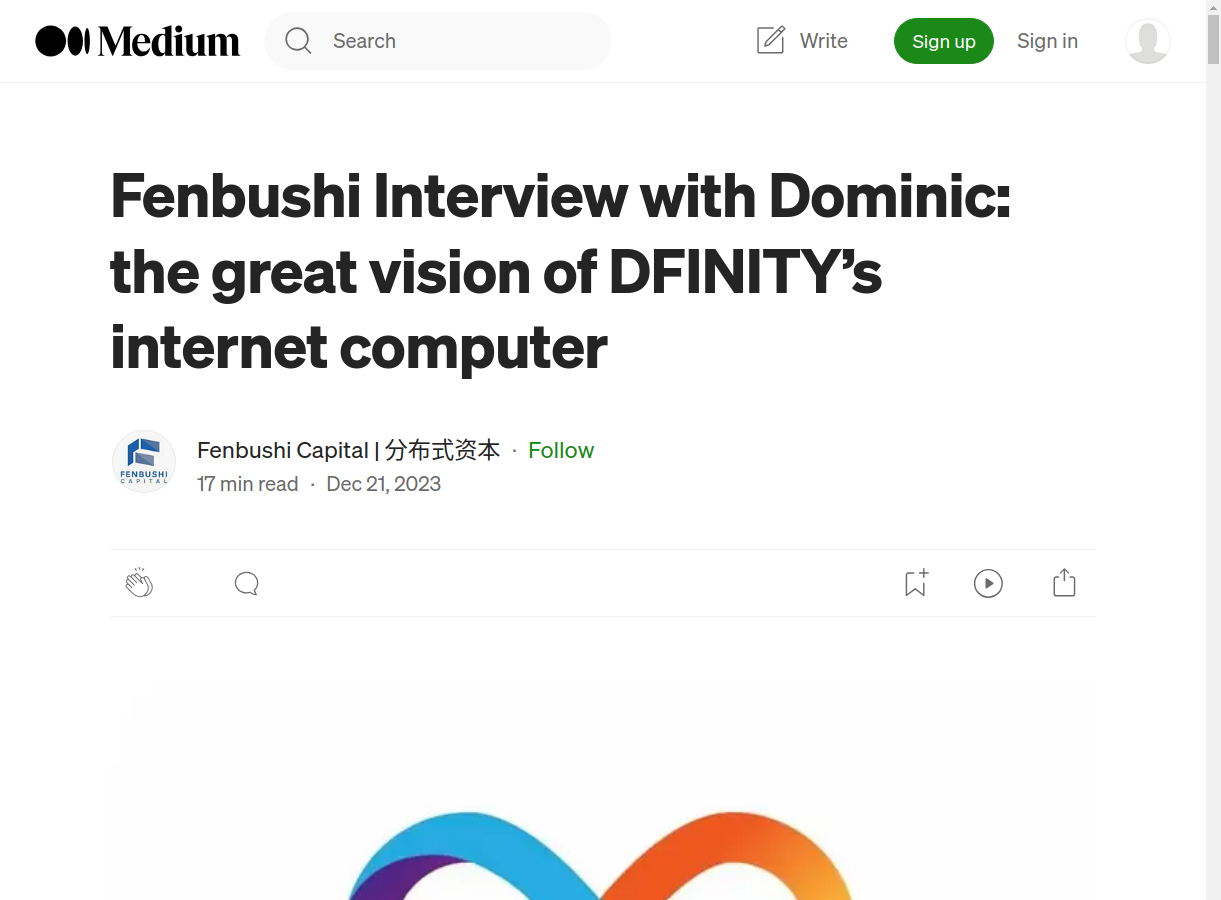 Medium
Search
Write
Sign up
Sign in
Fenbushi Interview with Dominic:
the great vision of DFINITY’s
internet computer
FENBUSHI
CAPITAL
Fenbushi Capital | 分布式资本 · Follow
17 min read · Dec 21, 2023